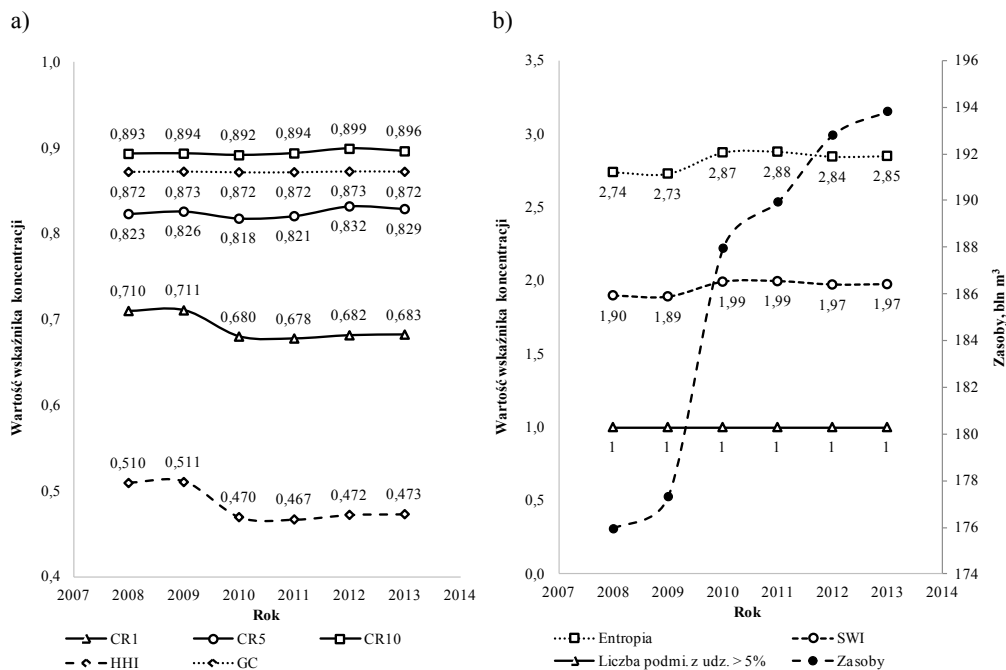 a)
1,0
0,9
0,8
0,7
0,6
0,5
0,4
Wartość wskaźnika koncentracji
0,893 0,894 0,892 0,894 0,899 0,896
0,872 0,873 0,872 0,872 0,873 0,872
0,823 0,826 0,818 0,821 0,832 0,829
0,710 0,711 0,680 0,678 0,682 0,683
0,510 0,511 0,470 0,467 0,472 0,473
2007 2008 2009 2010 2011 2012 2013 2014
Rok
CR1 CR5 CR10
HHI GC
b)
3,5
3,0
2,5
2,0
1,5
1,0
0,5
0,0
Wartość wskaźnika koncentracji
2,74 2,73 2,87 2,88 2,84 2,85
1,90 1,89 1,99 1,99 1,97 1,97
1 1 1 1 1 1
196
194
192
190
188
186
184
182
180
178
176
174
Zasoby, bln m³
2007 2008 2009 2010 2011 2012 2013 2014
Rok
Entropia SWI
Liczba podmi. z udz. > 5% Zasoby